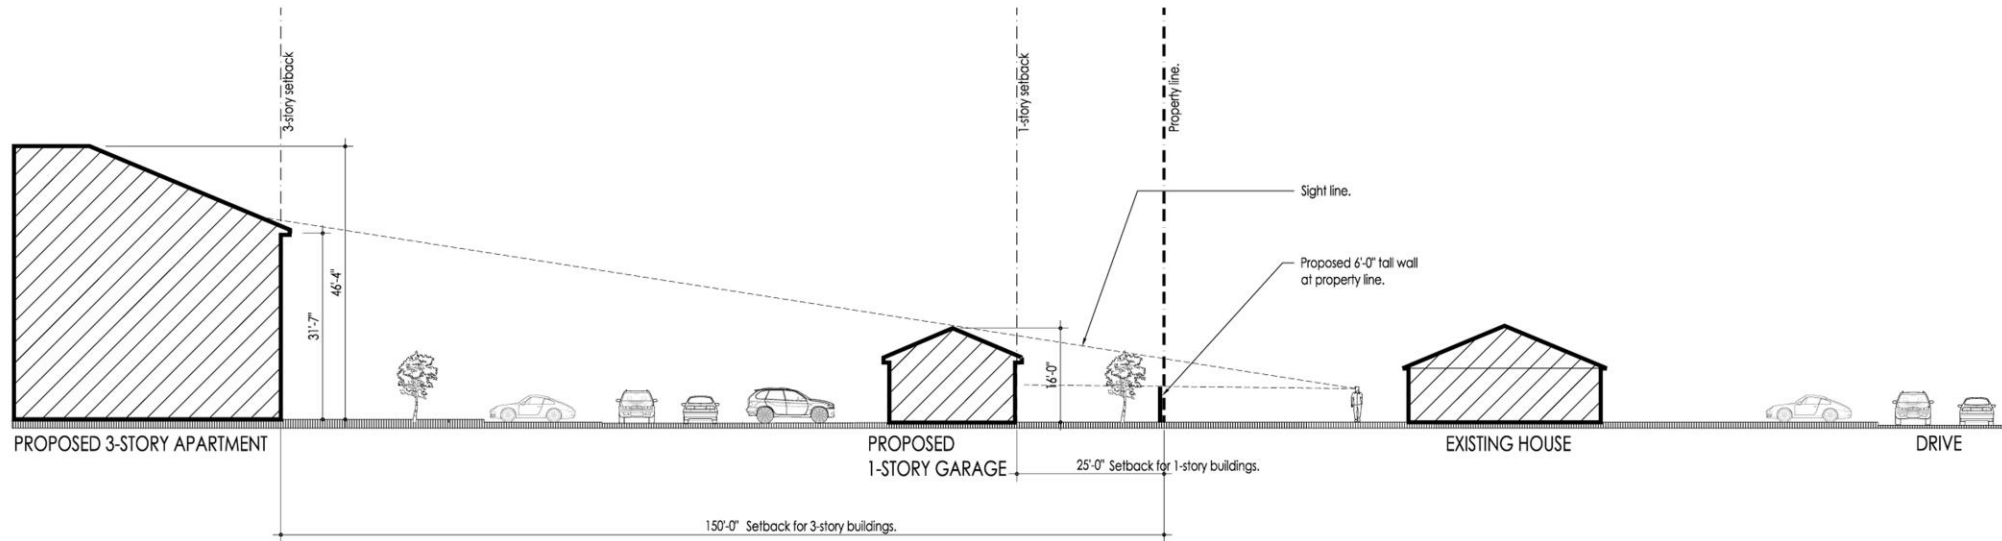 3-story setback
1-story setback
Property line.
Sight line.
Proposed 6'-0" tall wall
at property line.
46'-4"
31'-7"
16'-0"
PROPOSED 3-STORY APARTMENT
PROPOSED
1-STORY GARAGE
EXISTING HOUSE
DRIVE
25'-0" Setback for 1-story buildings.
150'-0" Setback for 3-story buildings.